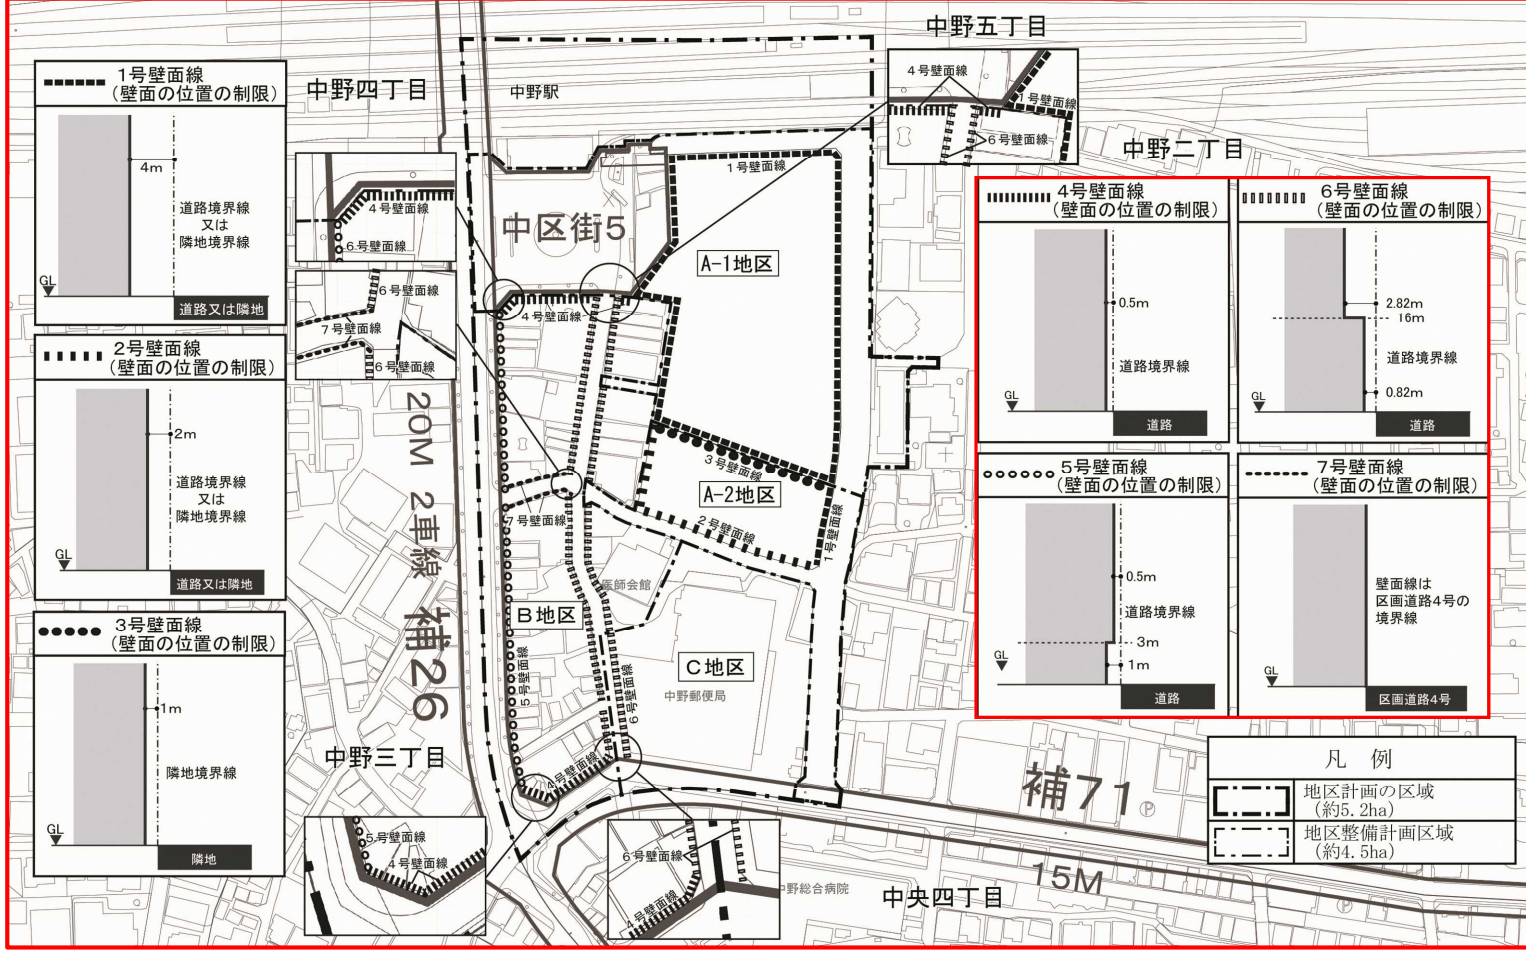 中野五丁目
中野四丁目
中野駅
中野二丁目
中野三丁目
中央四丁目
1号壁面線
(壁面の位置の制限)
4m
道路境界線
又は
隣地境界線
GL
道路又は隣地
2号壁面線
(壁面の位置の制限)
2m
道路境界線
又は
隣地境界線
GL
道路又は隣地
3号壁面線
(壁面の位置の制限)
1m
隣地境界線
GL
隣地
4号壁面線
6号壁面線
6号壁面線
7号壁面線
6号壁面線
4号壁面線
1号壁面線
6号壁面線
中区街5
1号壁面線
A-1地区
4号壁面線
3号壁面線
A-2地区
2号壁面線
1号壁面線
7号壁面線
医師会館
B地区
C地区
中野郵便局
5号壁面線
6号壁面線
4号壁面線
20M 2車線 補26
補71
15M
5号壁面線
4号壁面線
6号壁面線
4号壁面線
中野総合病院
4号壁面線
(壁面の位置の制限)
0.5m
道路境界線
GL
道路
6号壁面線
(壁面の位置の制限)
2.82m
16m
道路境界線
0.82m
GL
道路
5号壁面線
(壁面の位置の制限)
0.5m
道路境界線
3m
GL
1m
道路
7号壁面線
(壁面の位置の制限)
壁面線は
区画道路4号の
境界線
GL
区画道路4号
凡 例
地区計画の区域
(約5.2ha)
地区整備計画区域
(約4.5ha)